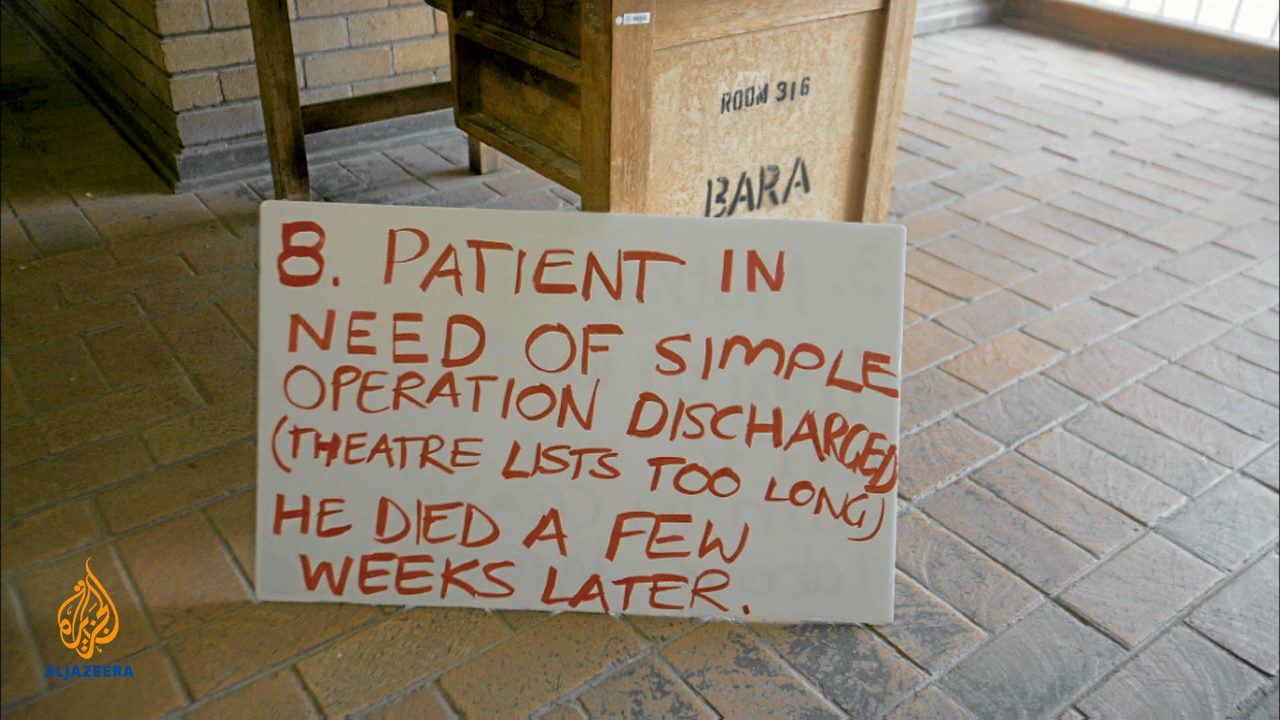 ROOM 316
BARA
8. PATIENT IN
NEED OF SIMPLE
OPERATION DISCHARGED
(THEATRE LISTS TOO LONG)
HE DIED A FEW
WEEKS LATER.
الجزيرة
ALJAZEERA